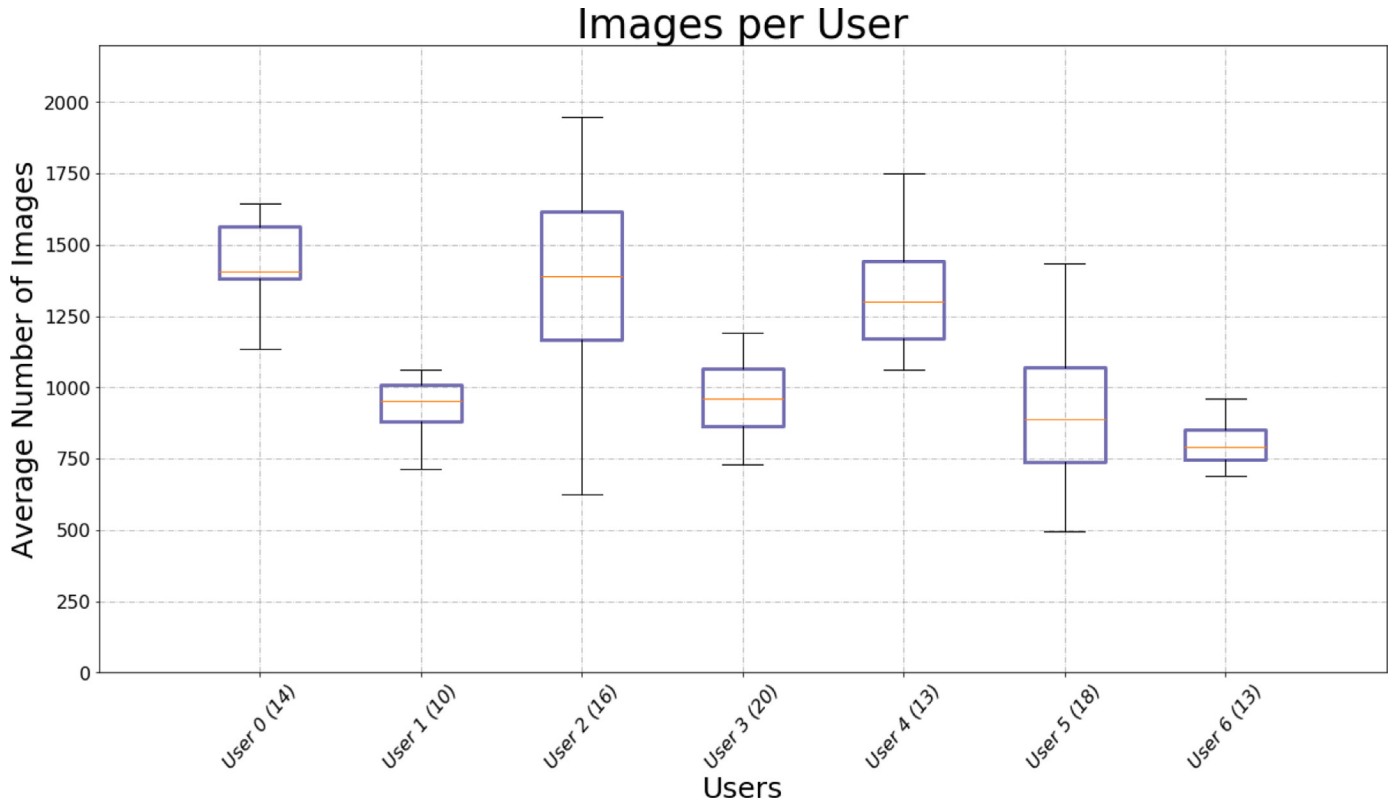 Images per User
Average Number of Images
2000
1750
1500
1250
1000
750
500
250
0
User 0 (14)
User 1 (10)
User 2 (16)
User 3 (20)
User 4 (13)
User 5 (18)
User 6 (13)
Users